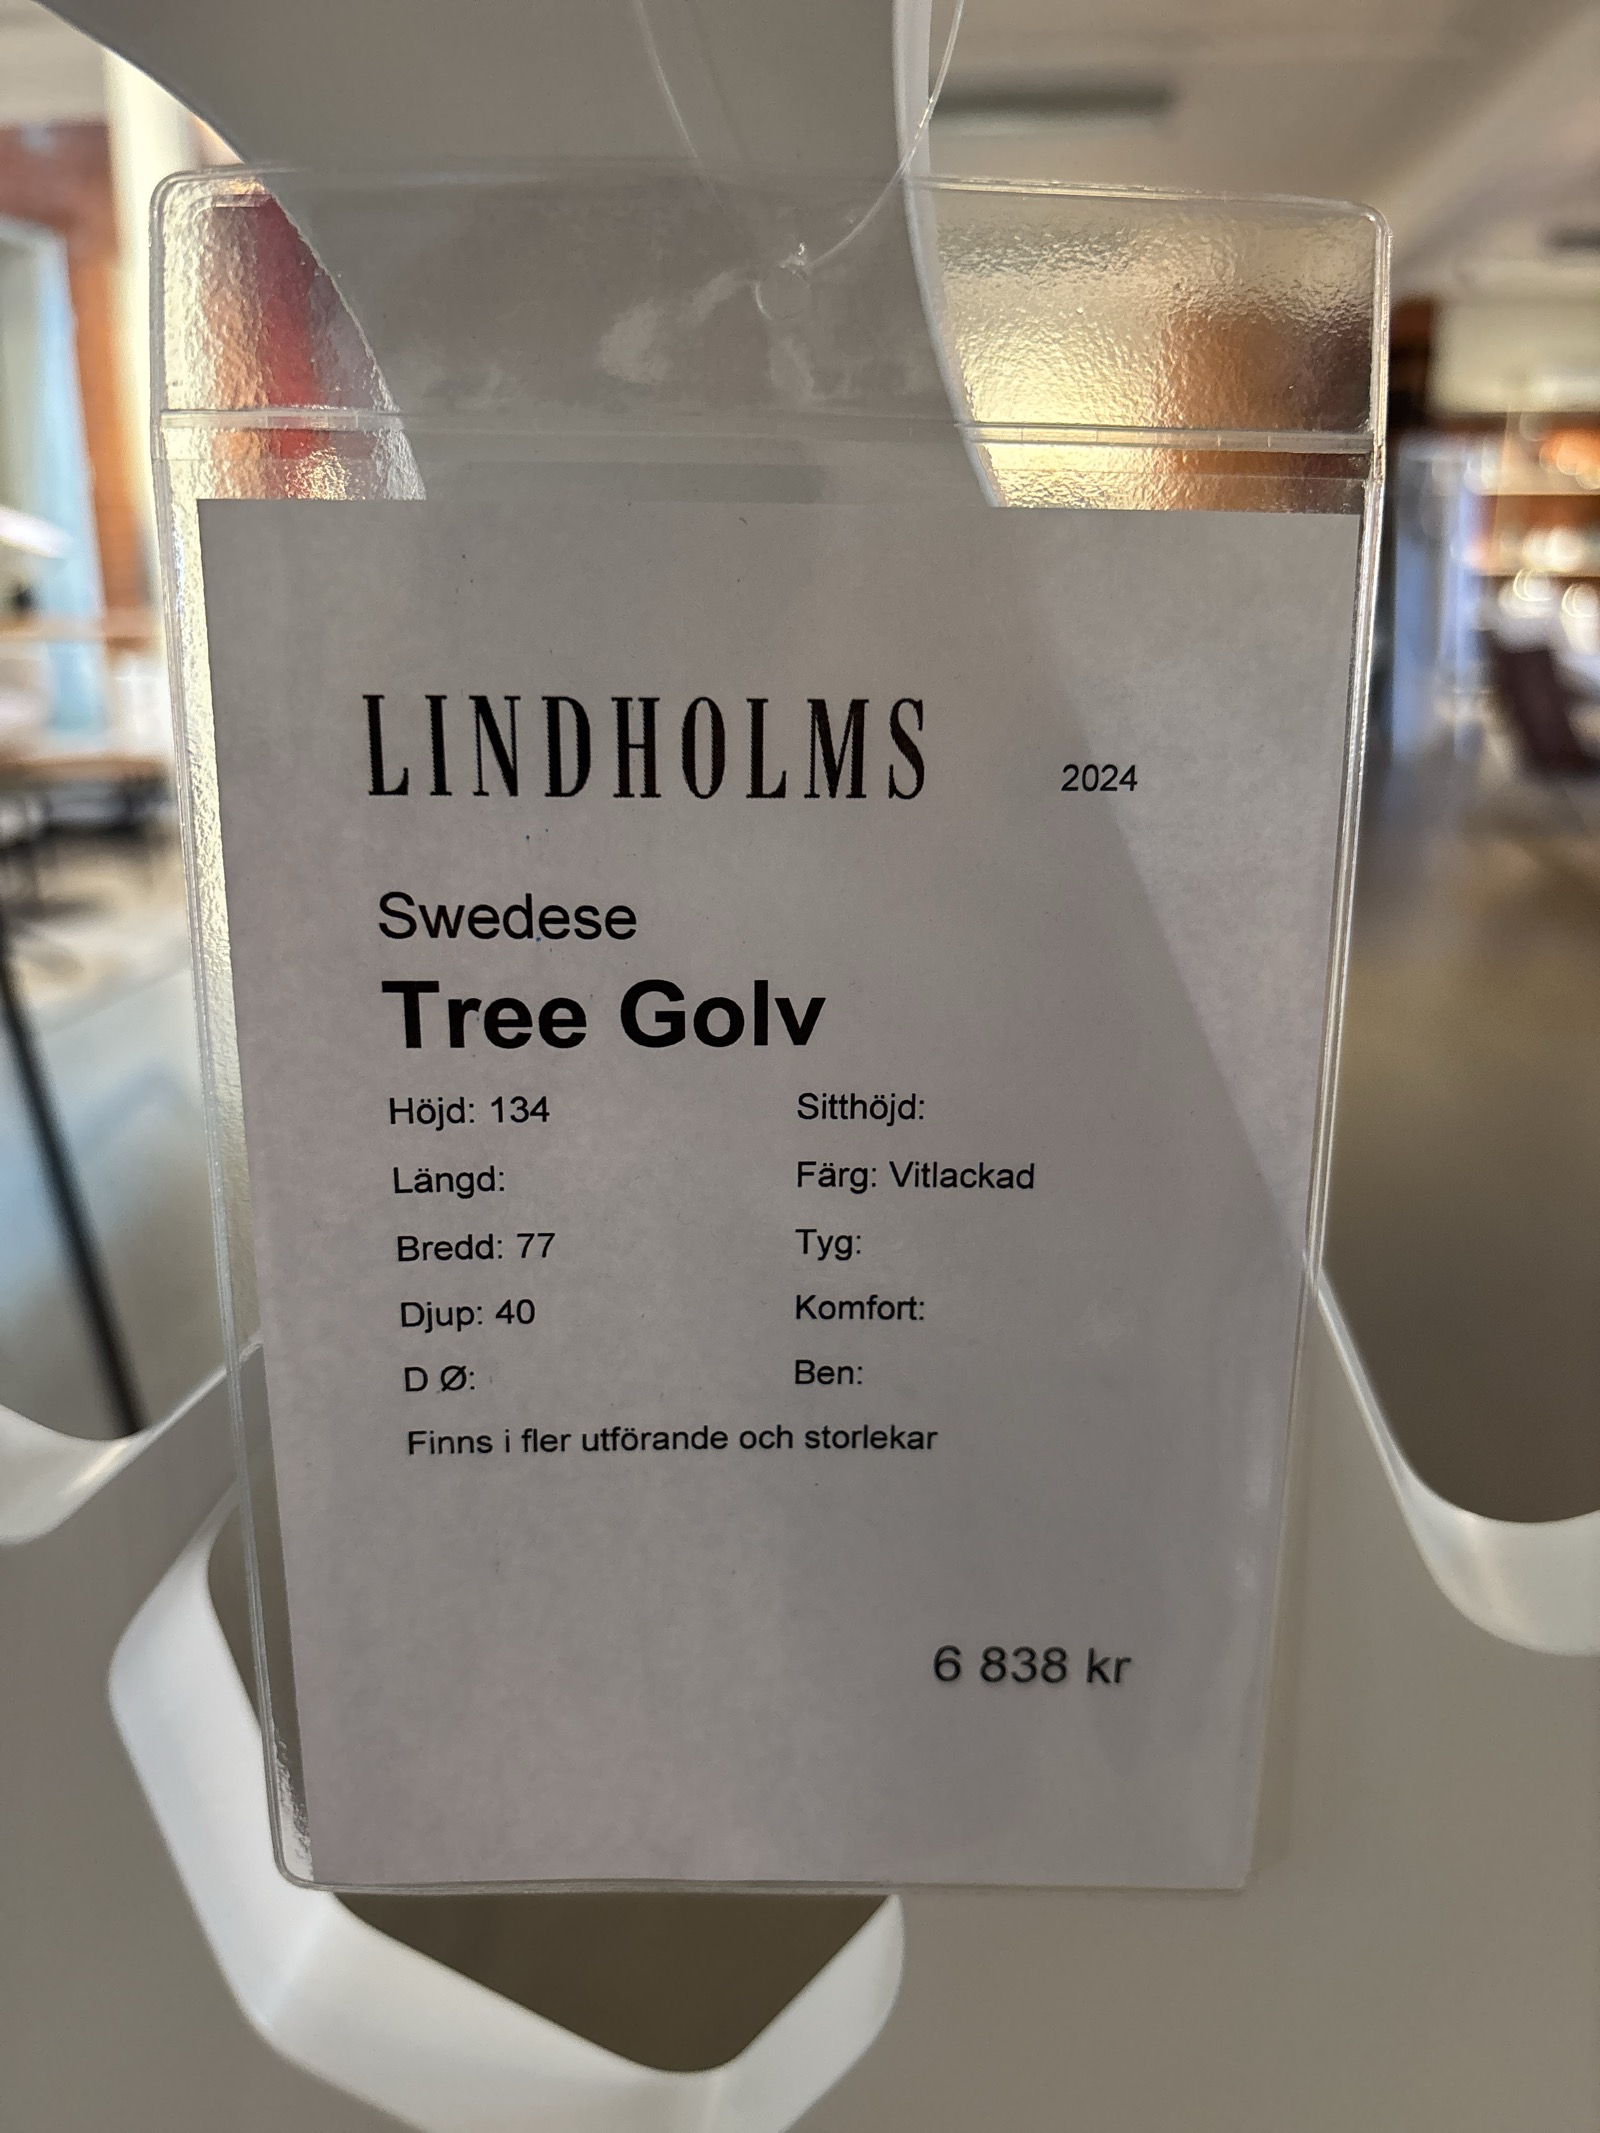 LINDHOLMS 2024
Swedese
Tree Golv
Höjd: 134 Sitthöjd:
Längd: Färg: Vitlackad
Bredd: 77 Tyg:
Djup: 40 Komfort:
D Ø: Ben:
Finns i fler utförande och storlekar
6 838 kr